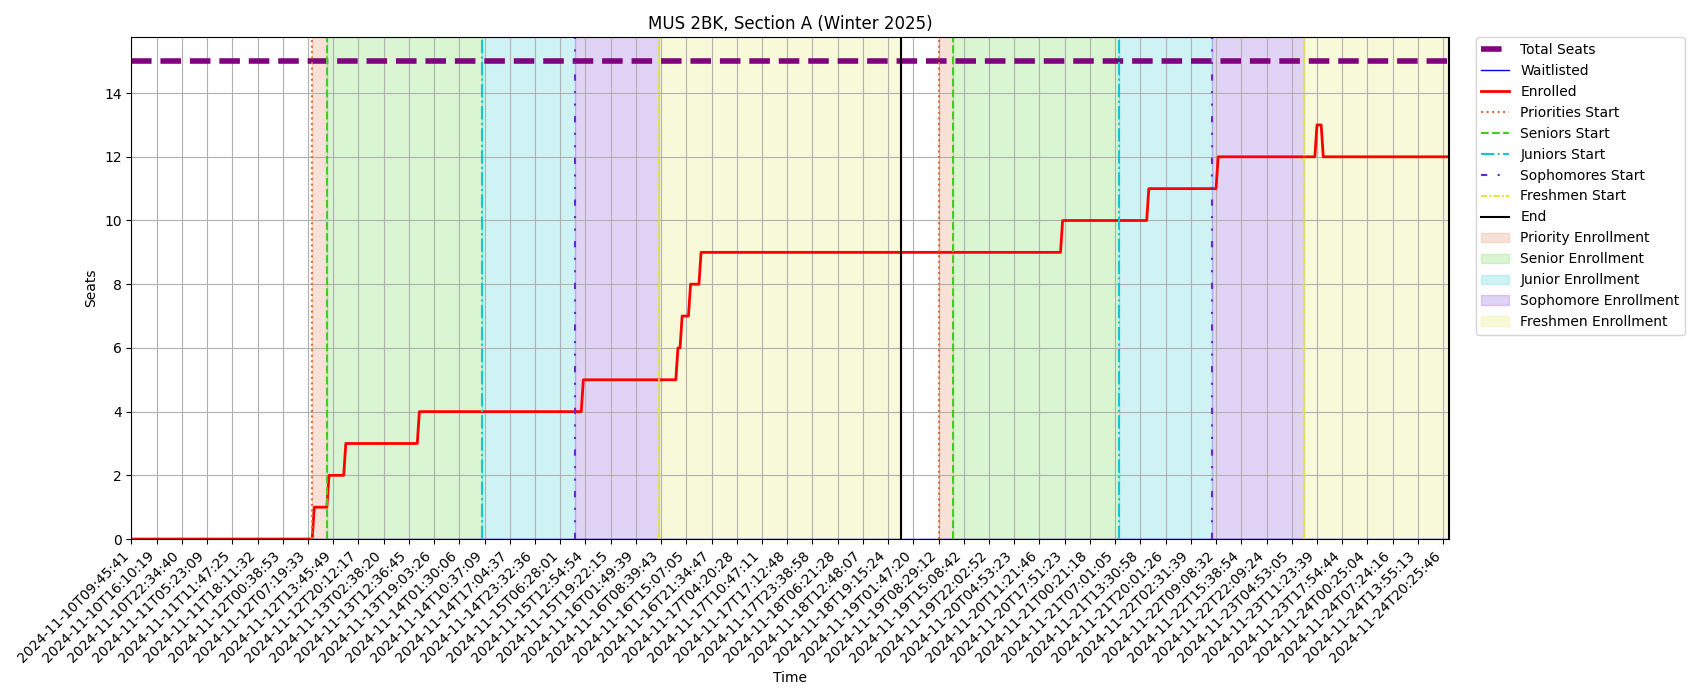 MUS 2BK, Section A (Winter 2025)
Total Seats
Waitlisted
Enrolled
Priorities Start
Seniors Start
Juniors Start
Sophomores Start
Freshmen Start
End
Priority Enrollment
Senior Enrollment
Junior Enrollment
Sophomore Enrollment
Freshmen Enrollment
Seats
14
12
10
8
6
4
2
0
2024-11-10T09:45:41
2024-11-10T16:10:19
2024-11-10T22:34:40
2024-11-11T05:23:09
2024-11-11T11:47:25
2024-11-11T18:11:32
2024-11-12T00:38:53
2024-11-12T07:19:33
2024-11-12T13:45:49
2024-11-12T20:12:17
2024-11-13T02:38:20
2024-11-13T12:36:45
2024-11-13T19:03:26
2024-11-14T01:30:06
2024-11-14T10:37:09
2024-11-14T17:04:37
2024-11-14T23:32:36
2024-11-15T06:28:01
2024-11-15T12:54:54
2024-11-15T19:22:15
2024-11-16T01:49:39
2024-11-16T08:39:43
2024-11-16T15:07:05
2024-11-16T21:34:47
2024-11-17T04:20:28
2024-11-17T10:47:11
2024-11-17T17:12:48
2024-11-17T23:38:58
2024-11-18T06:21:28
2024-11-18T12:48:07
2024-11-18T19:15:24
2024-11-19T01:47:20
2024-11-19T08:29:12
2024-11-19T15:08:42
2024-11-19T22:02:52
2024-11-20T04:53:23
2024-11-20T11:21:46
2024-11-20T17:51:23
2024-11-21T00:21:18
2024-11-21T07:01:05
2024-11-21T13:30:58
2024-11-21T20:01:26
2024-11-22T02:31:39
2024-11-22T09:08:32
2024-11-22T15:38:54
2024-11-22T22:09:24
2024-11-23T04:53:05
2024-11-23T11:23:39
2024-11-23T17:54:44
2024-11-24T00:25:04
2024-11-24T07:24:16
2024-11-24T13:55:13
2024-11-24T20:25:46
Time